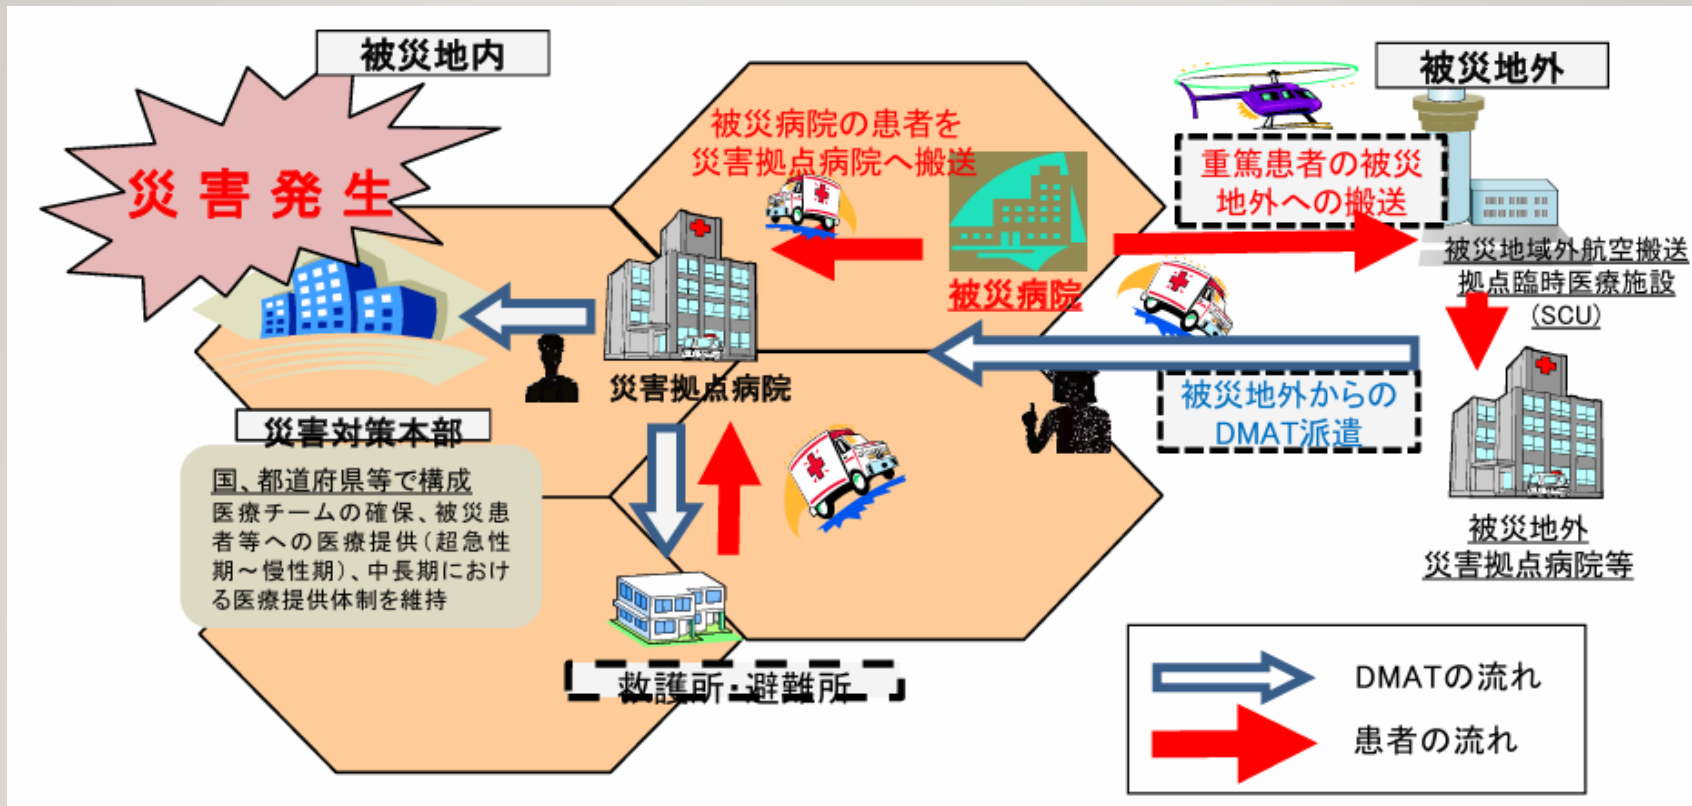 被災地内
災害発生
被災病院の患者を
災害拠点病院へ搬送
被災病院
被災地外
重篤患者の被災
地外への搬送
被災地域外航空搬送
拠点臨時医療施設
(SCU)
災害拠点病院
被災地外からの
DMAT派遣
災害対策本部
国、都道府県等で構成
医療チームの確保、被災患
者等への医療提供(超急性
期～慢性期)、中長期におけ
る医療提供体制を維持
被災地外
災害拠点病院等
救護所・避難所
DMATの流れ
患者の流れ